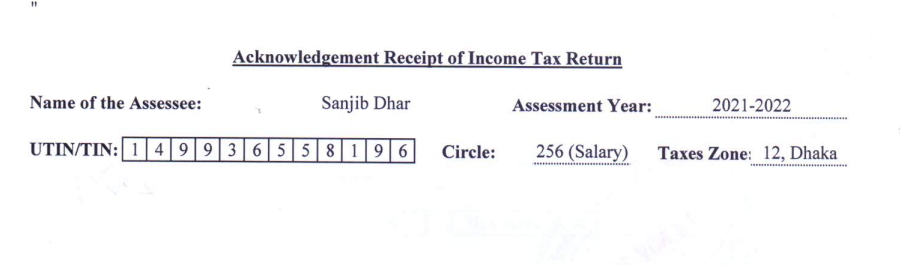 "
Acknowledgement Receipt of Income Tax Return
Name of the Assessee: Sanjib Dhar Assessment Year: 2021-2022
UTIN/TIN: 1 4 9 9 3 6 5 5 8 1 9 6 Circle: 256 (Salary) Taxes Zone: 12, Dhaka